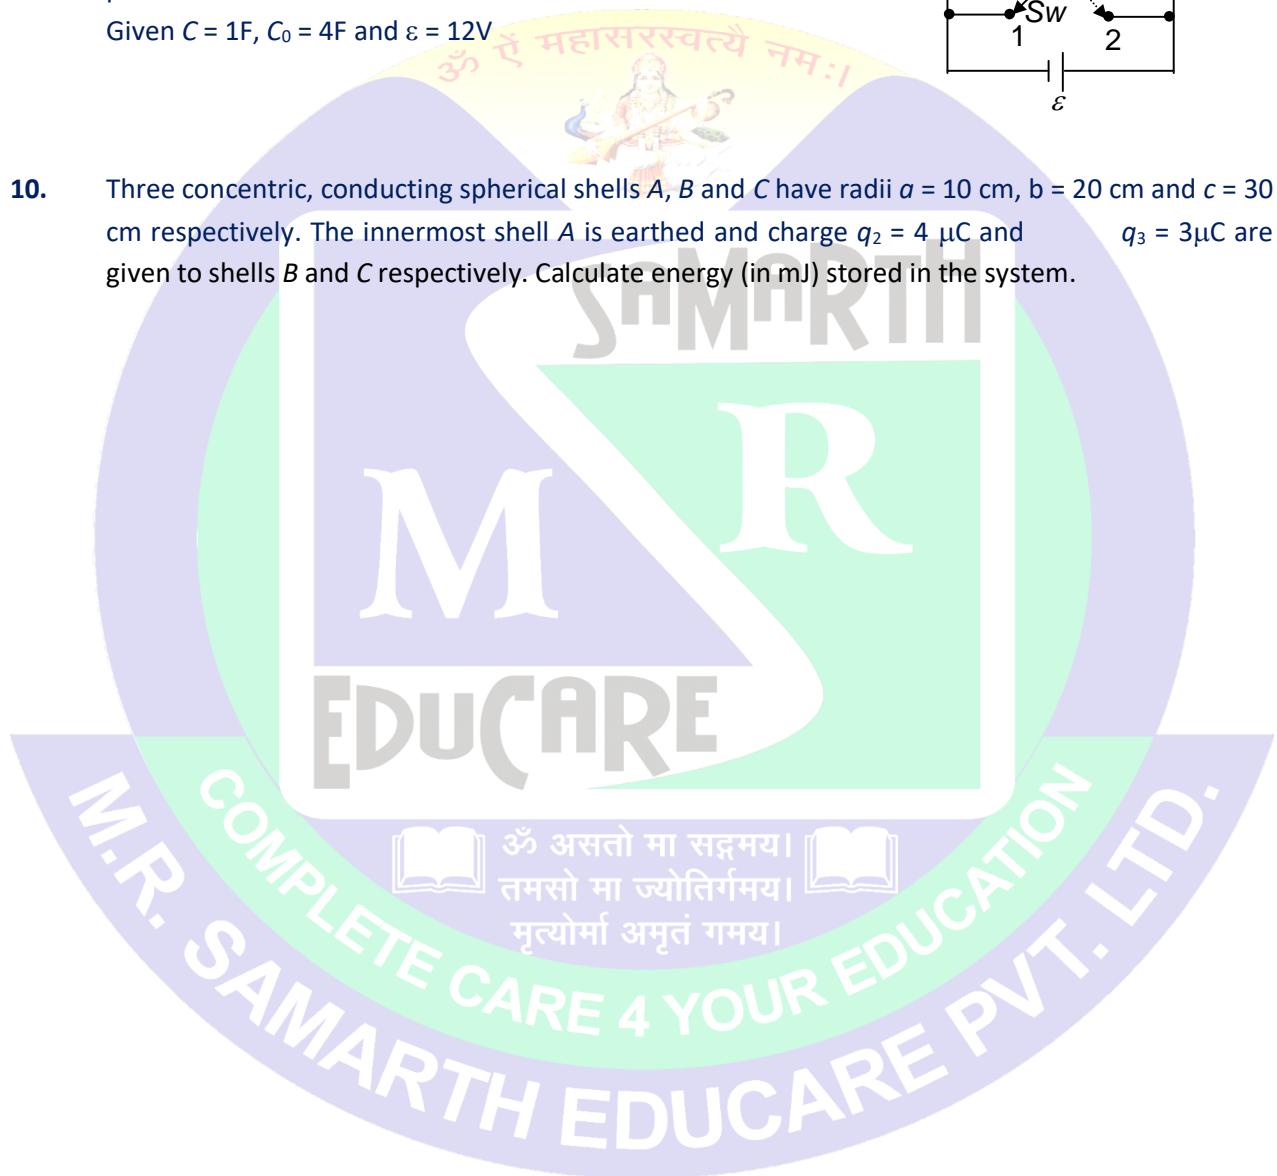 Given C = 1F, C₀ = 4F and ε = 12V
Sw
1
2
ε
ॐ ऐं महासरस्वत्यै नमः।
10. Three concentric, conducting spherical shells A, B and C have radii a = 10 cm, b = 20 cm and c = 30
cm respectively. The innermost shell A is earthed and charge q₂ = 4 μC and q₃ = 3μC are
given to shells B and C respectively. Calculate energy (in mJ) stored in the system.
SAMARTH
M R
EDUCARE
ॐ असतो मा सद्गमय।
तमसो मा ज्योतिर्गमय।
मृत्योर्मा अमृतं गमय।
COMPLETE CARE 4 YOUR EDUCATION
M.R. SAMARTH EDUCARE PVT. LTD.